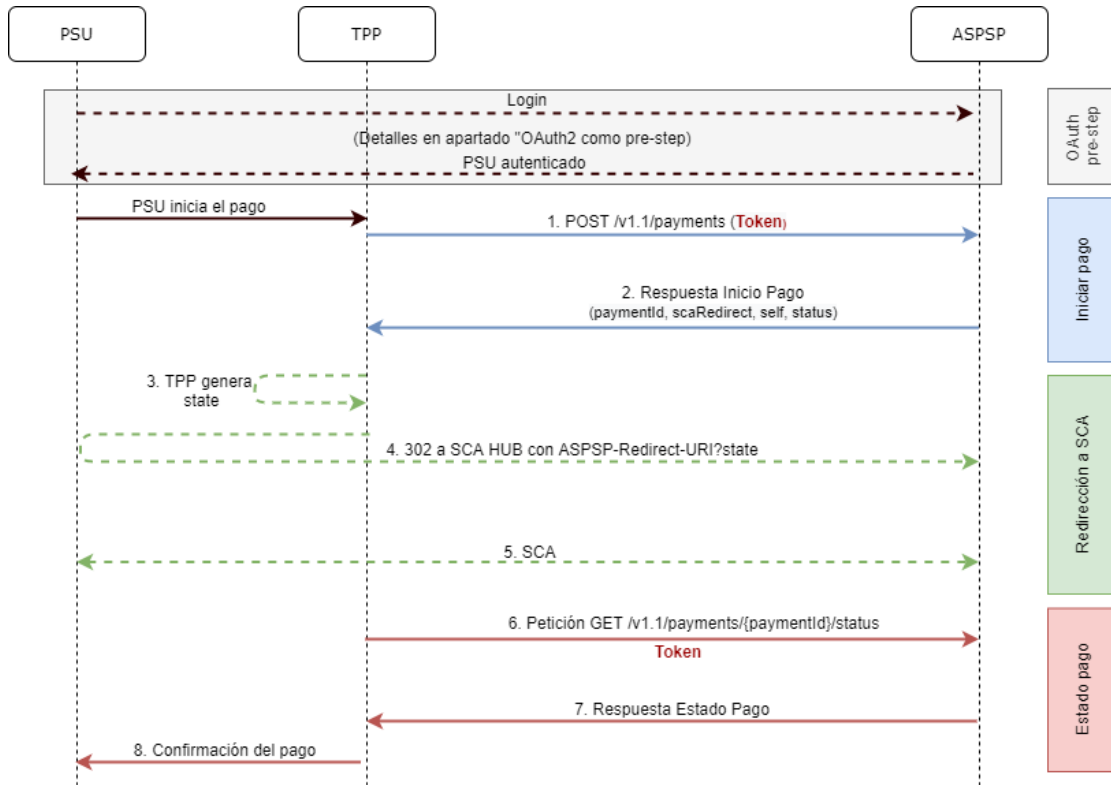 PSU
TPP
ASPSP
Login
(Detalles en apartado "OAuth2 como pre-step)
PSU autenticado
OAuth
pre-step
PSU inicia el pago
1. POST /v1.1/payments (Token)
2. Respuesta Inicio Pago
(paymentId, scaRedirect, self, status)
Iniciar pago
3. TPP genera
state
4. 302 a SCA HUB con ASPSP-Redirect-URI?state
5. SCA
Redirección a SCA
6. Petición GET /v1.1/payments/{paymentId}/status
Token
7. Respuesta Estado Pago
8. Confirmación del pago
Estado pago